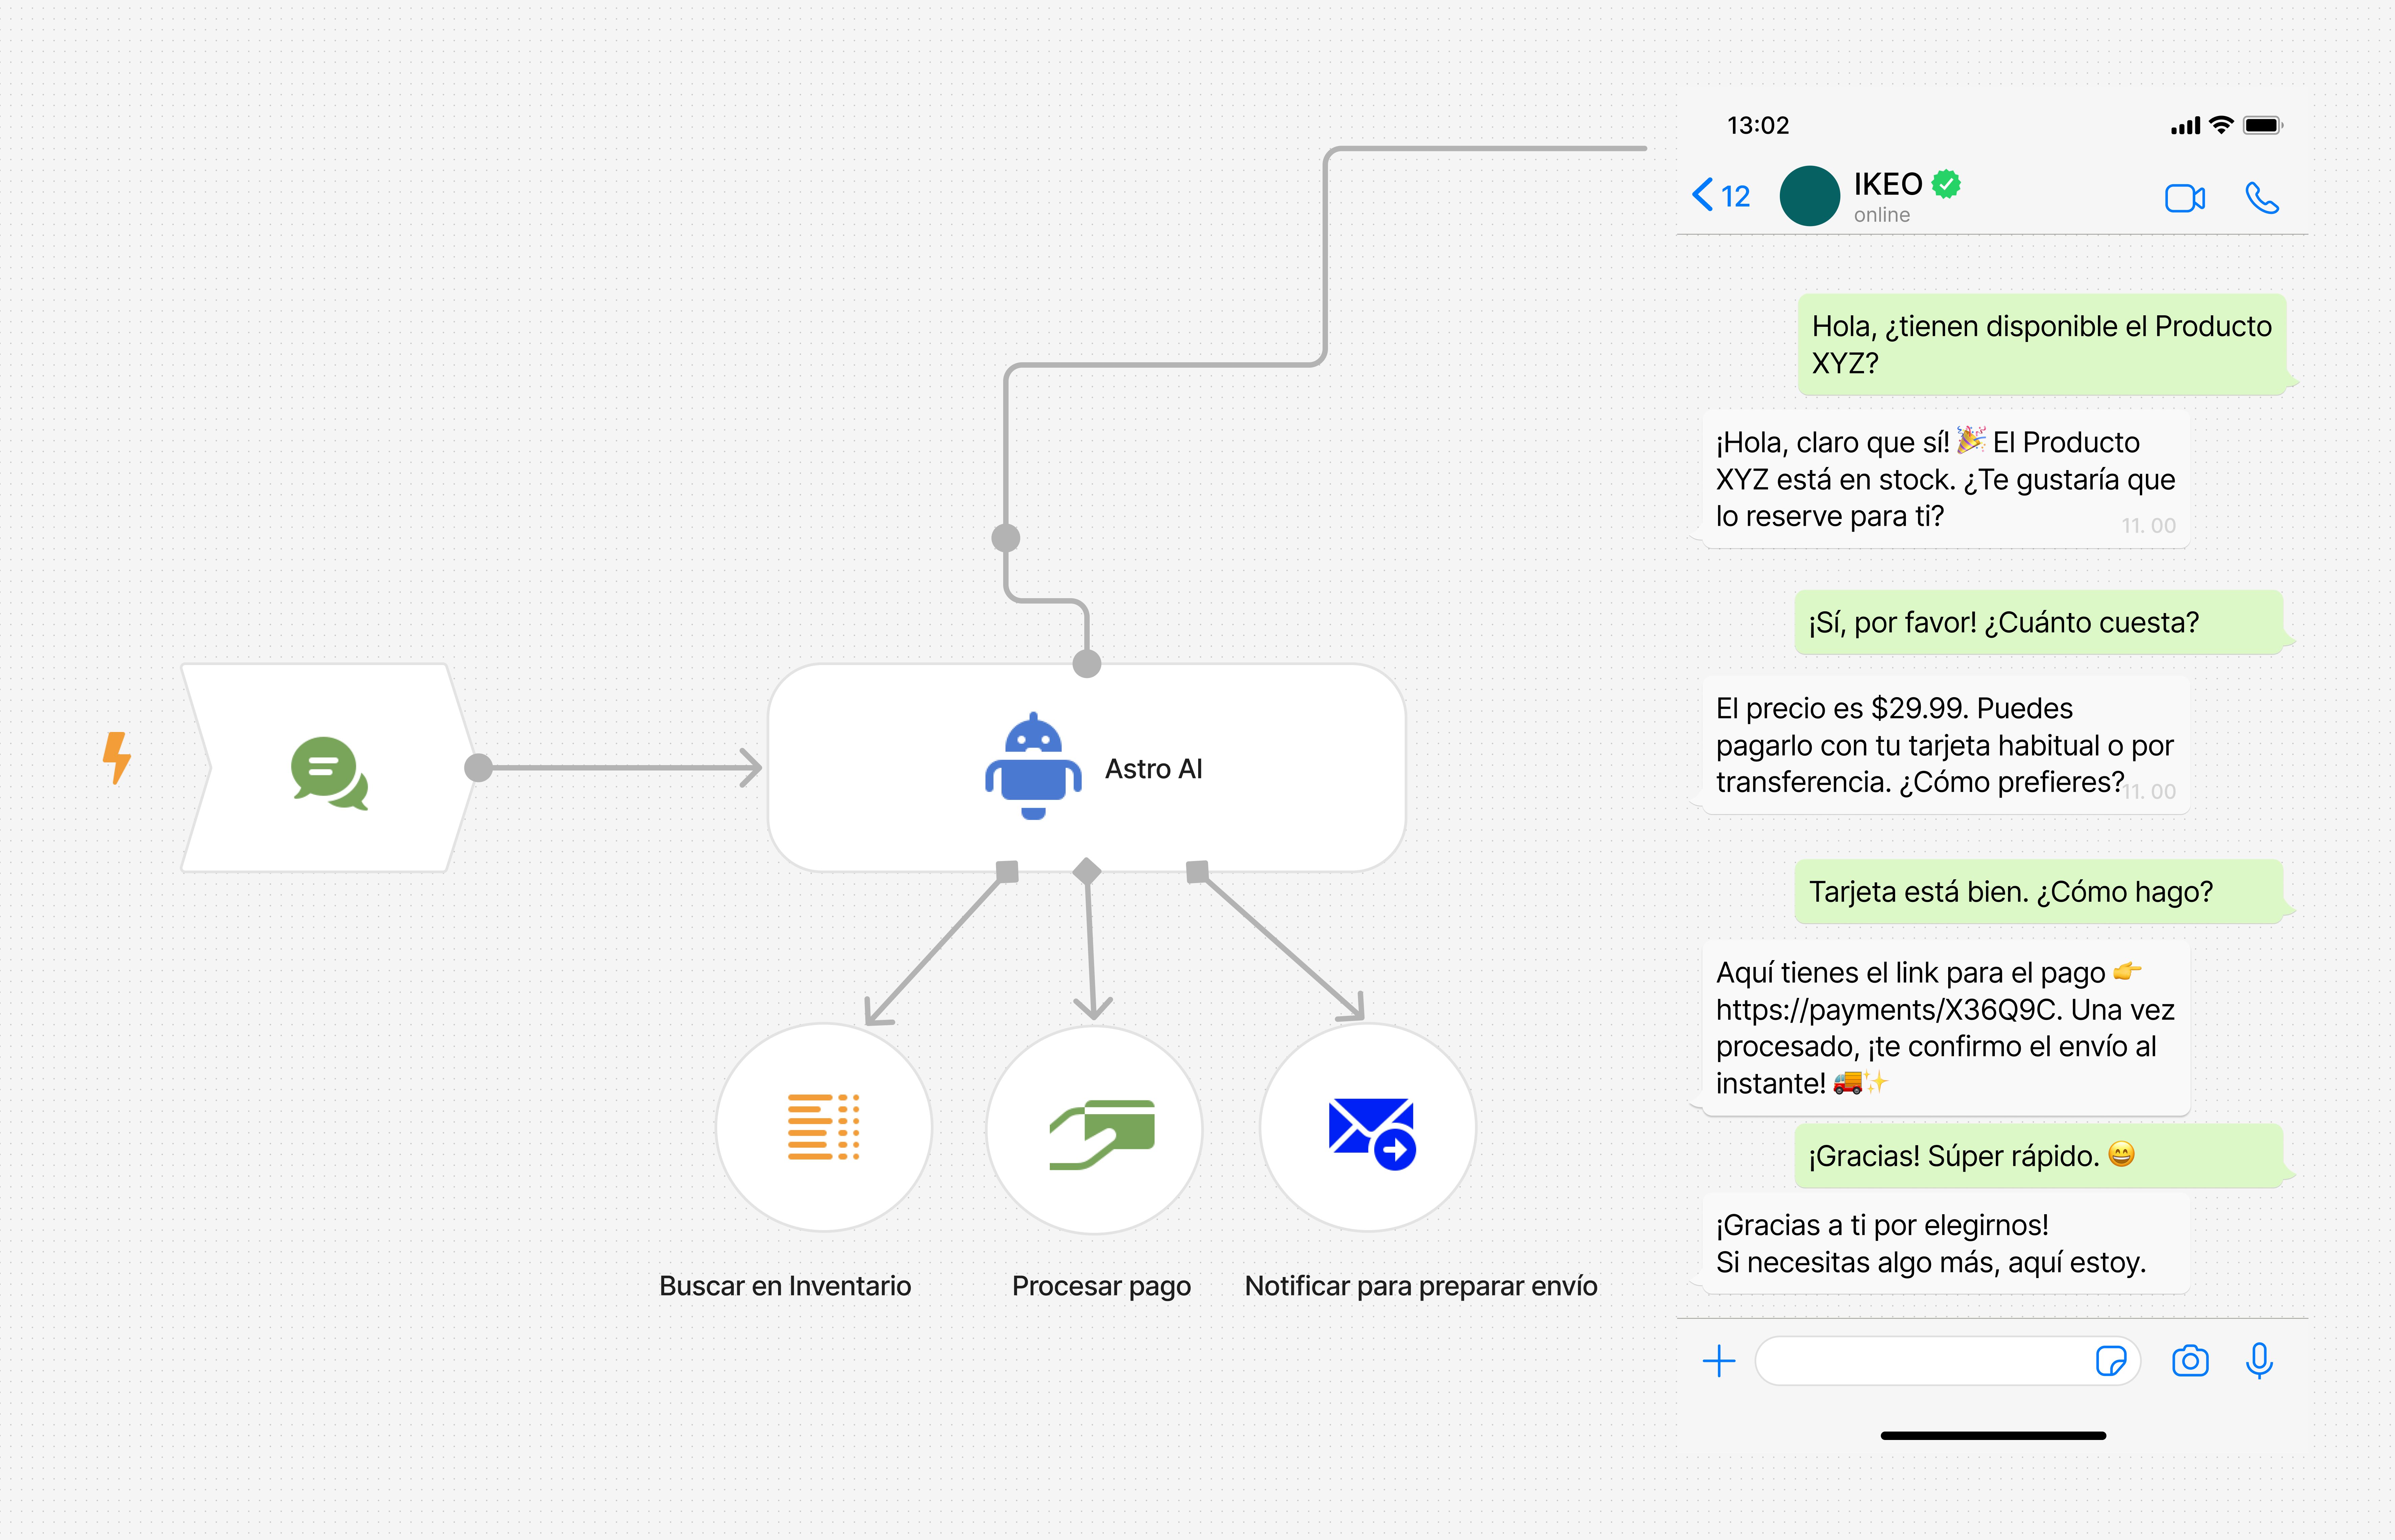 Astro AI
Buscar en Inventario
Procesar pago
Notificar para preparar envío
13:02
12
IKEO
online
Hola, ¿tienen disponible el Producto
XYZ?
¡Hola, claro que sí! 🎉 El Producto
XYZ está en stock. ¿Te gustaría que
lo reserve para ti?
11. 00
¡Sí, por favor! ¿Cuánto cuesta?
El precio es $29.99. Puedes
pagarlo con tu tarjeta habitual o por
transferencia. ¿Cómo prefieres?
11. 00
Tarjeta está bien. ¿Cómo hago?
Aquí tienes el link para el pago 👉
https://payments/X36Q9C. Una vez
procesado, ¡te confirmo el envío al
instante! 🚚✨
¡Gracias! Súper rápido. 😄
¡Gracias a ti por elegirnos!
Si necesitas algo más, aquí estoy.